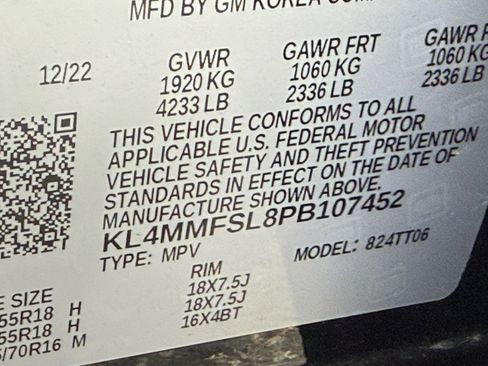 MFD BY GM KOREA COM
12/22
GVWR
1920 KG
4233 LB
GAWR FRT
1060 KG
2336 LB
GAWR
1060 KG
2336 LB
THIS VEHICLE CONFORMS TO ALL
APPLICABLE U.S. FEDERAL MOTOR
VEHICLE SAFETY AND THEFT PREVENTION
STANDARDS IN EFFECT ON THE DATE OF
MANUFACTURE SHOWN ABOVE.
KL4MMFSL8PB107452
TYPE: MPV
MODEL: 824TT06
E SIZE
55R18 H
55R18 H
/70R16 M
RIM
18X7.5J
18X7.5J
16X4BT